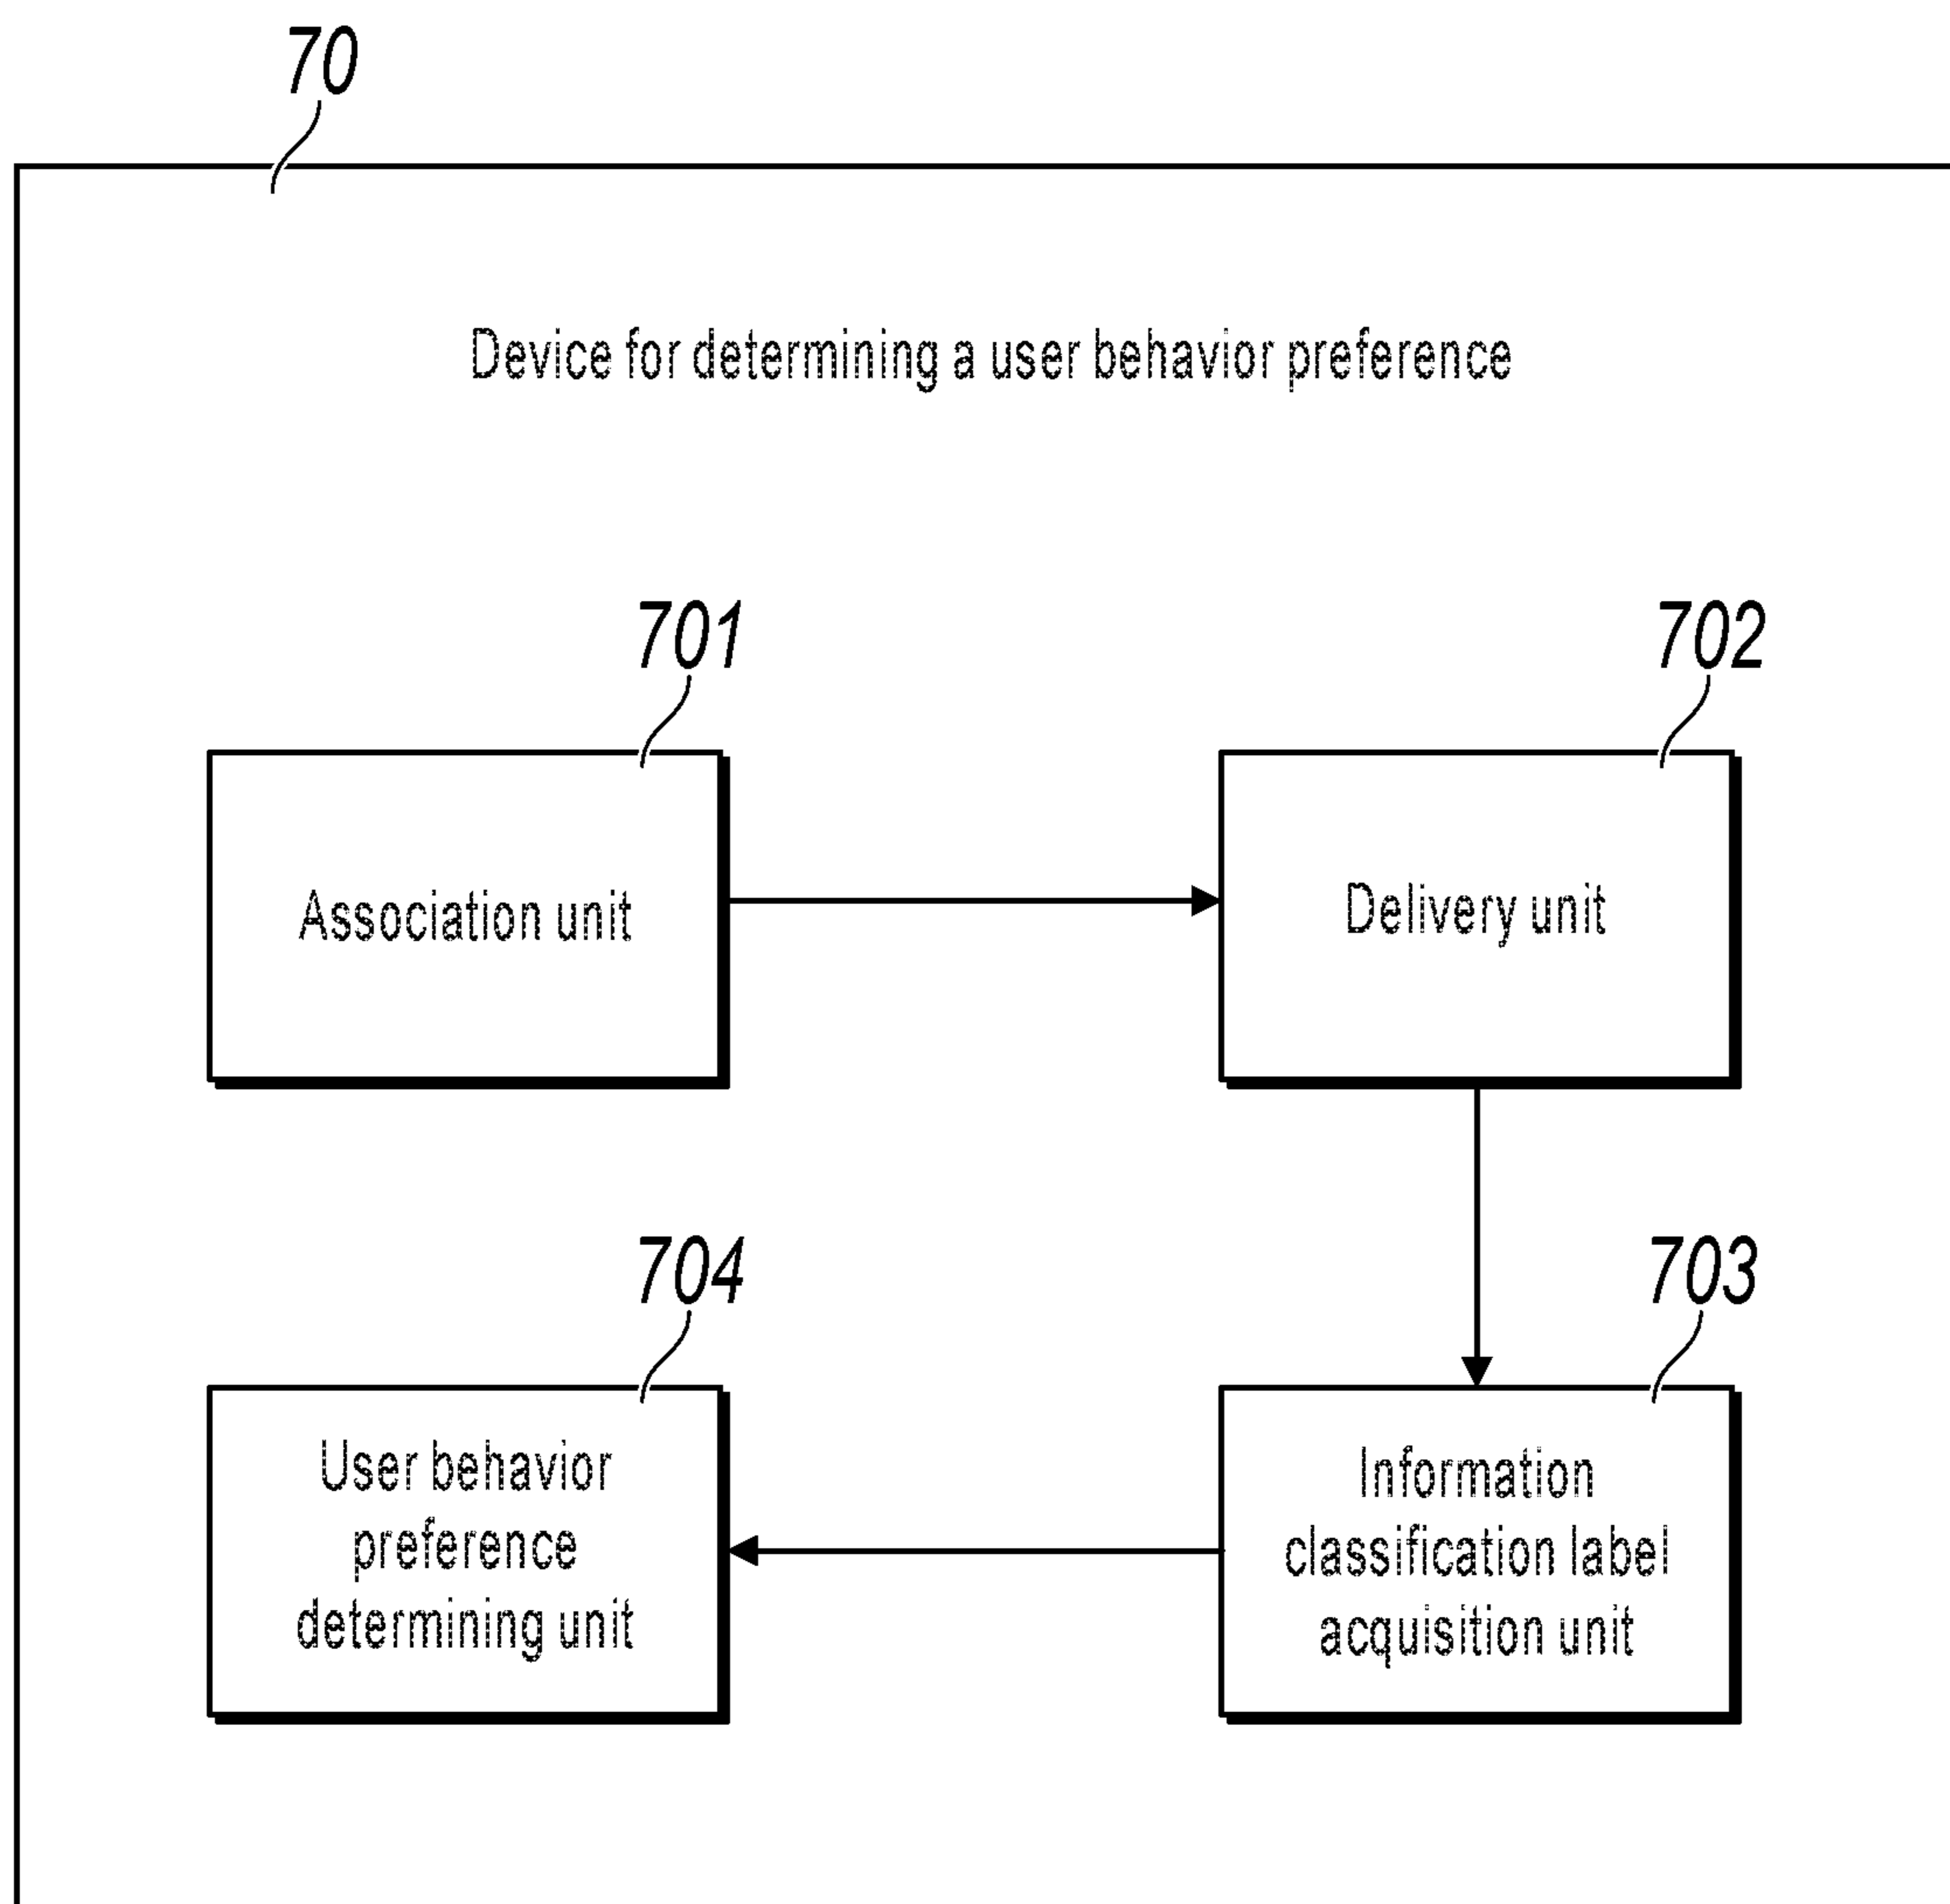 70
Device for determining a user behavior preference
701
702
Association unit
Delivery unit
704
703
User behavior
preference
determining unit
Information
classification label
acquisition unit